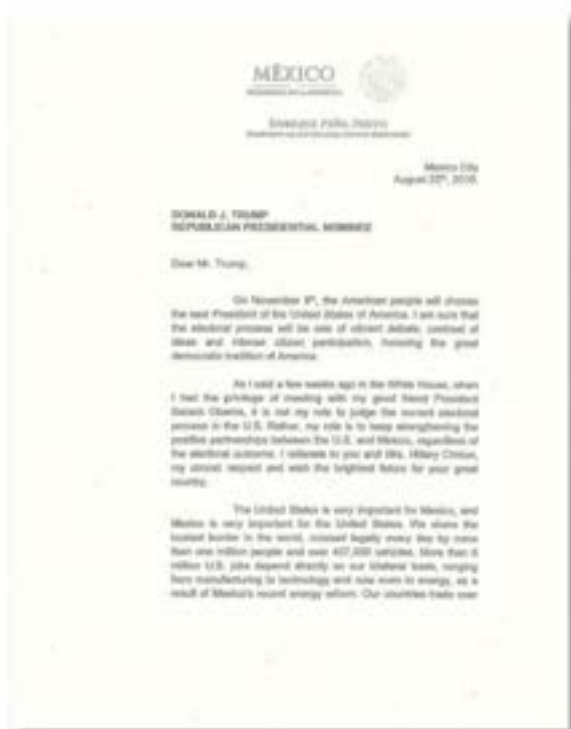 MÉXICO
PRESIDENCIA DE LA REPÚBLICA
ENRIQUE PEÑA NIETO
Mexico City
August 2016.
DONALD J. TRUMP
REPUBLICAN PRESIDENTIAL NOMINEE
Dear Mr. Trump,
On November 8th, the American people will choose
the next President of the United States of America. I am sure that
the electoral process will be one of vibrant debate, contrast of
ideas and intense citizen participation, honoring the great
democratic tradition of America.
As I said a few weeks ago in the White House, when
I had the privilege of meeting with my good friend President
Barack Obama, it is not my role to judge the current electoral
process in the U.S. Rather, my role is to keep strengthening the
positive partnerships between the U.S. and Mexico, regardless of
the electoral outcome. I reiterate to you and Mrs. Hillary Clinton,
my utmost respect and wish the brightest future for your great
country.
The United States is very important for Mexico, and
Mexico is very important for the United States. We share the
busiest border in the world, crossed legally every day by more
than one million people and over 437,000 vehicles. More than 6
million U.S. jobs depend directly on our bilateral trade, ranging
from manufacturing to technology and now even to energy, as a
result of Mexico's recent energy reform. Our countries trade over